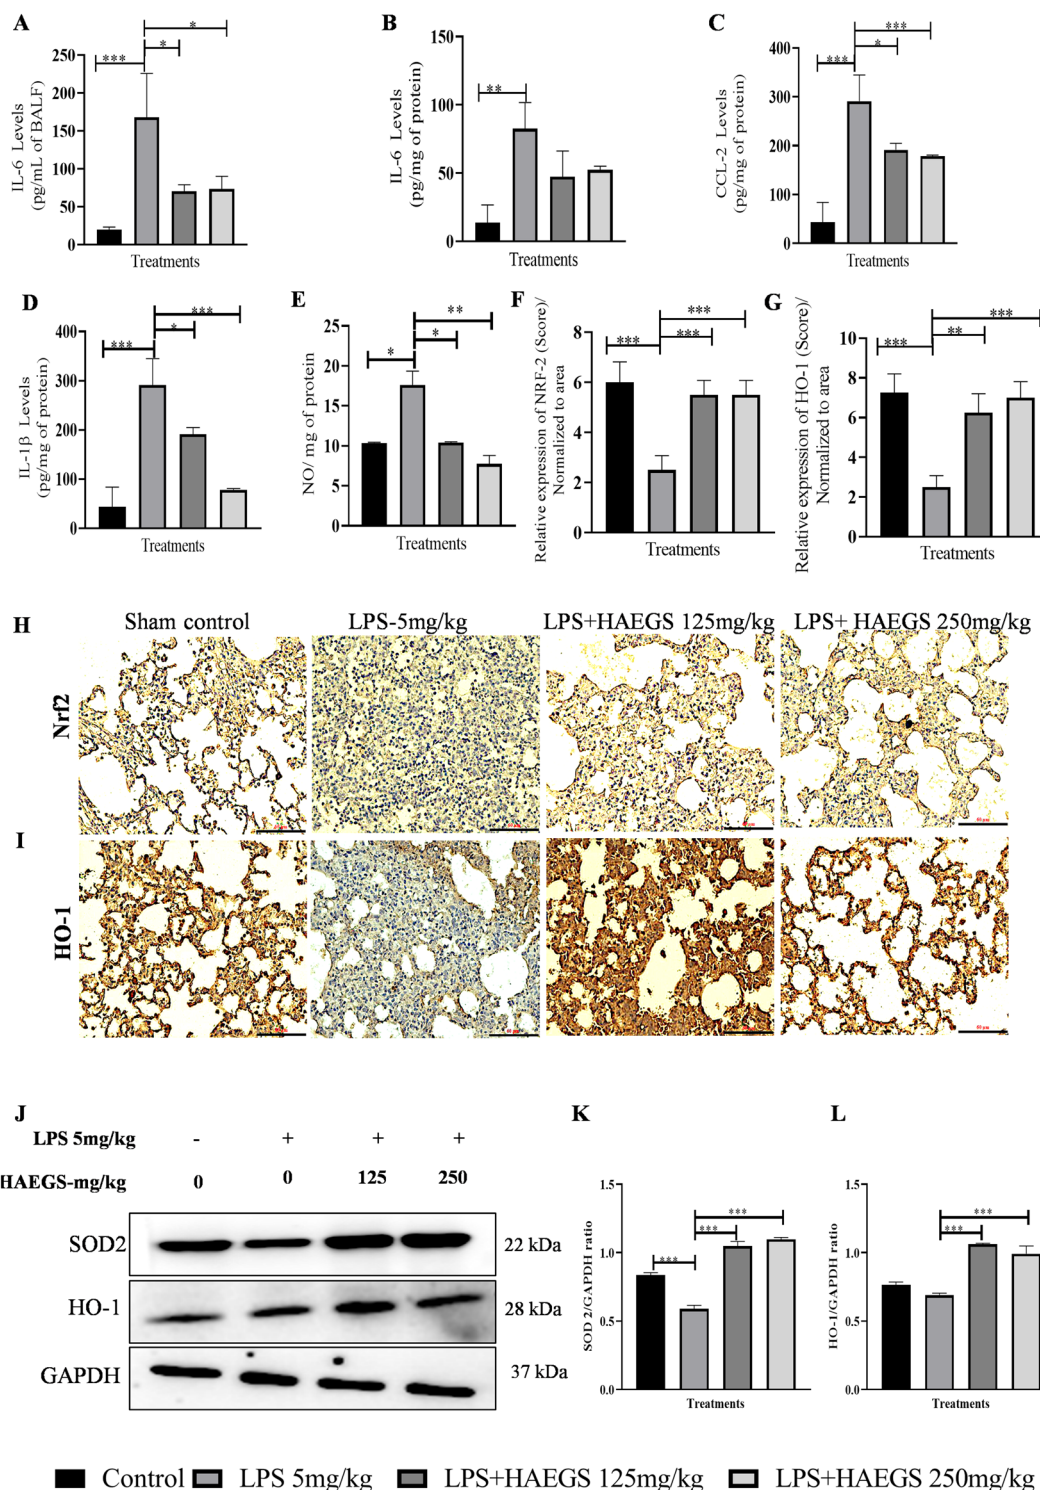 A
B
C
IL-6 Levels
(pg/mL of BALF)
250
200
150
100
50
0
***
*
*
Treatments
IL-6 Levels
(pg/mg of protein)
150
100
50
0
**
Treatments
CCL-2 Levels
(pg/mg of protein)
400
300
200
100
0
***
*
***
Treatments
D
E
F
G
IL-1β Levels
(pg/mg of protein)
400
300
200
100
0
***
*
***
Treatments
NO/ mg of protein
25
20
15
10
5
0
*
*
**
Treatments
Relative expression of NRF-2 (Score)/
Normalized to area
8
6
4
2
0
***
***
***
Treatments
Relative expression of HO-1 (Score)/
Normalized to area
10
8
6
4
2
0
***
**
***
Treatments
H
Sham control
LPS-5mg/kg
LPS+HAEGS 125mg/kg
LPS+ HAEGS 250mg/kg
Nrf2
I
HO-1
J
LPS 5mg/kg - + + +
HAEGS-mg/kg 0 0 125 250
SOD2 22 kDa
HO-1 28 kDa
GAPDH 37 kDa
K
SOD 2/GAPDH ratio
1.5
1.0
0.5
0.0
***
***
***
Treatments
L
HO-1/GAPDH ratio
1.5
1.0
0.5
0.0
***
***
Treatments
Control LPS 5mg/kg LPS+HAEGS 125mg/kg LPS+HAEGS 250mg/kg